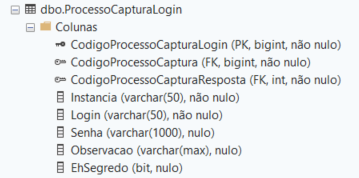 dbo.ProcessoCapturaLogin
Colunas
CodigoProcessoCapturaLogin (PK, bigint, não nulo)
CodigoProcessoCaptura (FK, bigint, não nulo)
CodigoProcessoCapturaResposta (FK, int, não nulo)
Instancia (varchar(50), não nulo)
Login (varchar(50), não nulo)
Senha (varchar(1000), nulo)
Observacao (varchar(max), nulo)
EhSegredo (bit, nulo)